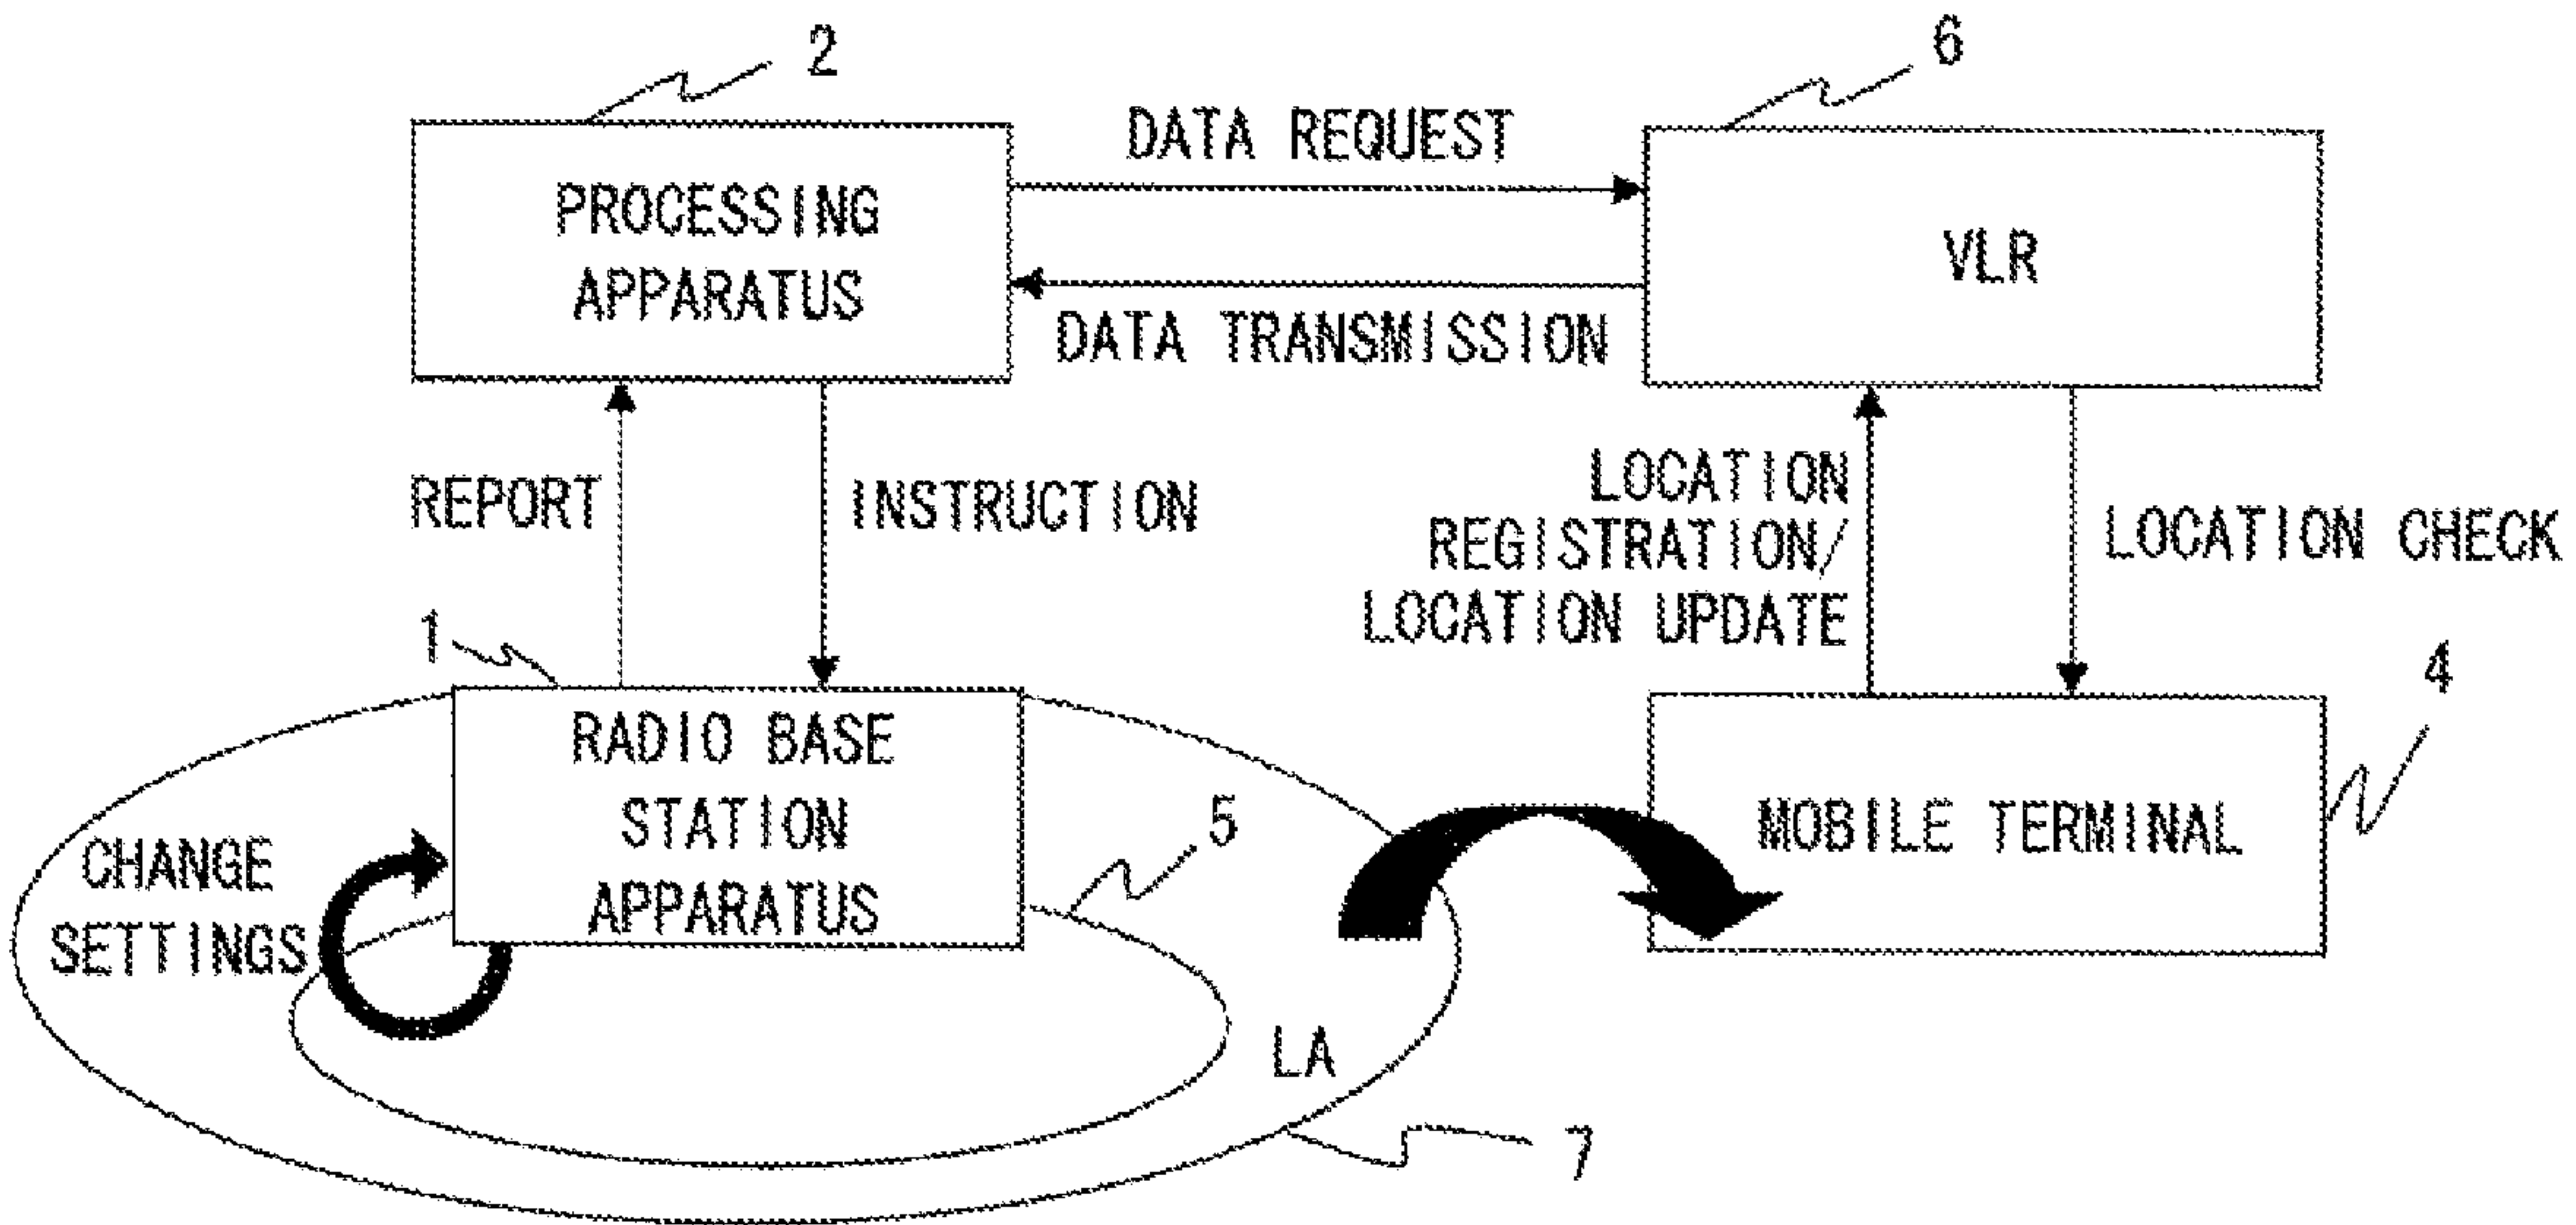 2
6
DATA REQUEST
PROCESSING
APPARATUS
VLR
DATA TRANSMISSION
REPORT
INSTRUCTION
LOCATION
REGISTRATION/
LOCATION UPDATE
LOCATION CHECK
1
4
RADIO BASE
STATION
APPARATUS
5
MOBILE TERMINAL
CHANGE
SETTINGS
LA
7